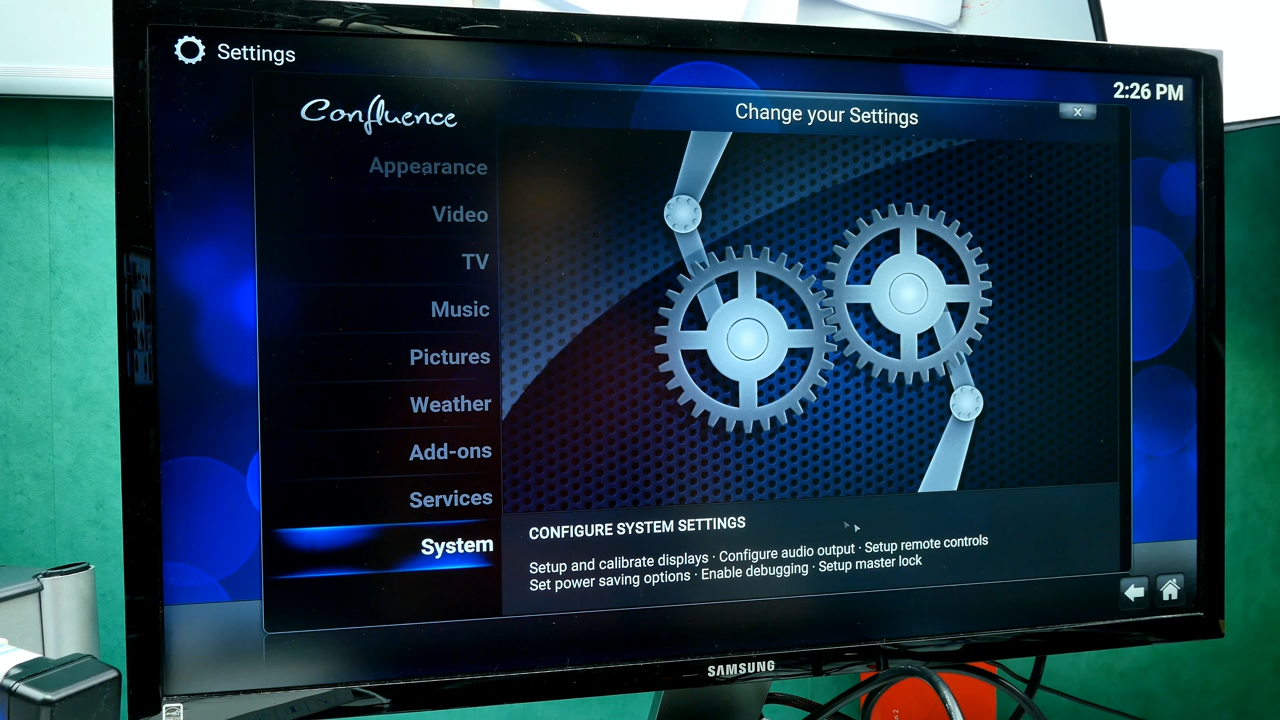 Settings
2:26 PM
Confluence
Change your Settings
Appearance
Video
TV
Music
Pictures
Weather
Add-ons
Services
System
CONFIGURE SYSTEM SETTINGS
Setup and calibrate displays · Configure audio output · Setup remote controls
Set power saving options · Enable debugging · Setup master lock
SAMSUNG